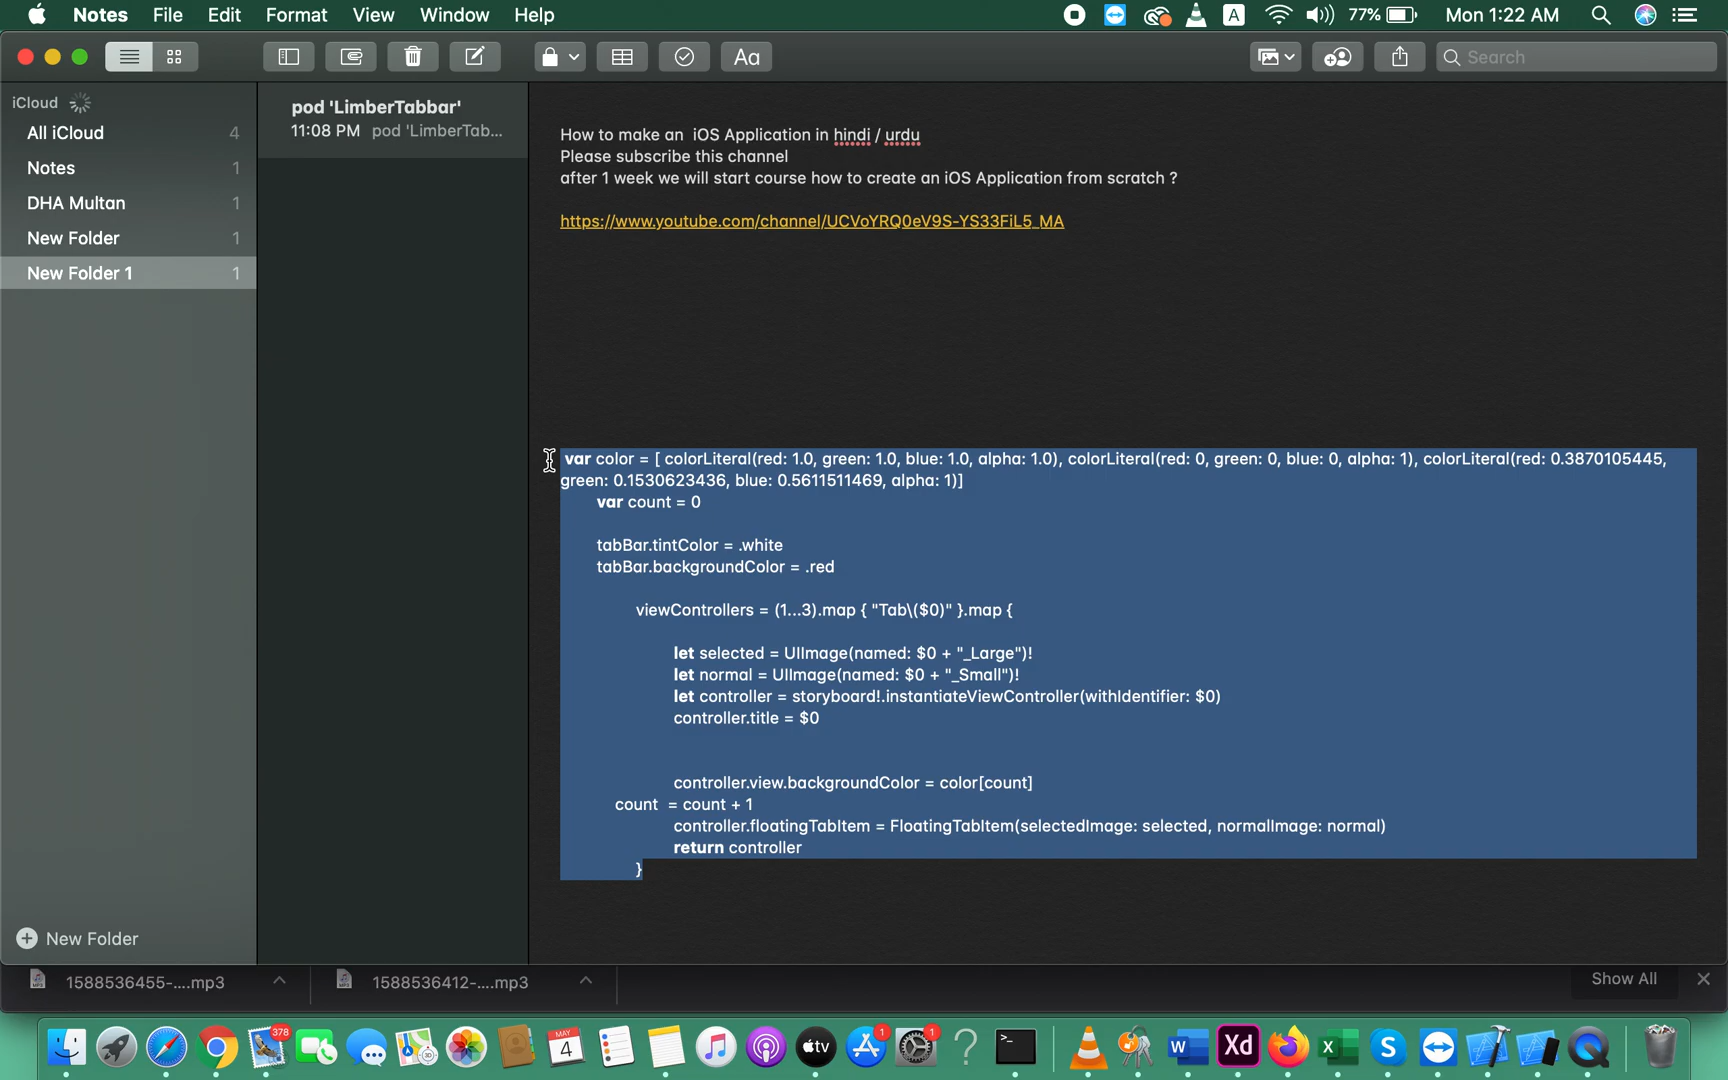 Notes File Edit Format View Window Help
A 77% Mon 1:22 AM
Aa Search
iCloud
All iCloud 4
Notes 1
DHA Multan 1
New Folder 1
New Folder 1 1
New Folder
pod 'LimberTabbar'
11:08 PM pod 'LimberTab...
How to make an  iOS Application in hindi / urdu
Please subscribe this channel
after 1 week we will start course how to create an iOS Application from scratch ?
https://www.youtube.com/channel/UCVoYRQ0eV9S-YS33FiL5_MA
var color = [ colorLiteral(red: 1.0, green: 1.0, blue: 1.0, alpha: 1.0), colorLiteral(red: 0, green: 0, blue: 0, alpha: 1), colorLiteral(red: 0.3870105445,
green: 0.1530623436, blue: 0.5611511469, alpha: 1)]
var count = 0
tabBar.tintColor = .white
tabBar.backgroundColor = .red
viewControllers = (1...3).map { "Tab\($0)" }.map {
let selected = UIImage(named: $0 + "_Large")!
let normal = UIImage(named: $0 + "_Small")!
let controller = storyboard!.instantiateViewController(withIdentifier: $0)
controller.title = $0
controller.view.backgroundColor = color[count]
count  = count + 1
controller.floatingTabItem = FloatingTabItem(selectedImage: selected, normalImage: normal)
return controller
}
1588536455-....mp3 1588536412-....mp3 Show All
378 MAY 4 tv 1 1 W Xd X S